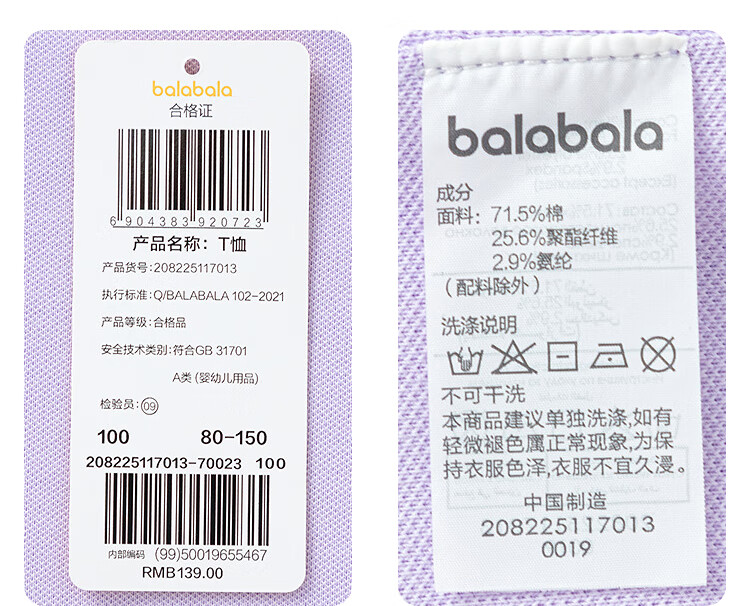 balabala
合格证
6 904383 920723
产品名称：T恤
产品货号:208225117013
执行标准:Q/BALABALA 102-2021
产品等级:合格品
安全技术类别:符合GB 31701
A类 (婴幼儿用品)
检验员:09
100 80-150
208225117013-70023 100
内部编码 (99)50019655467
RMB139.00
balabala
成分
面料：71.5%棉
25.6%聚酯纤维
2.9%氨纶
(配料除外)
洗涤说明
不可干洗
本商品建议单独洗涤,如有
轻微褪色属正常现象,为保
持衣服色泽,衣服不宜久浸。
中国制造
208225117013
0019